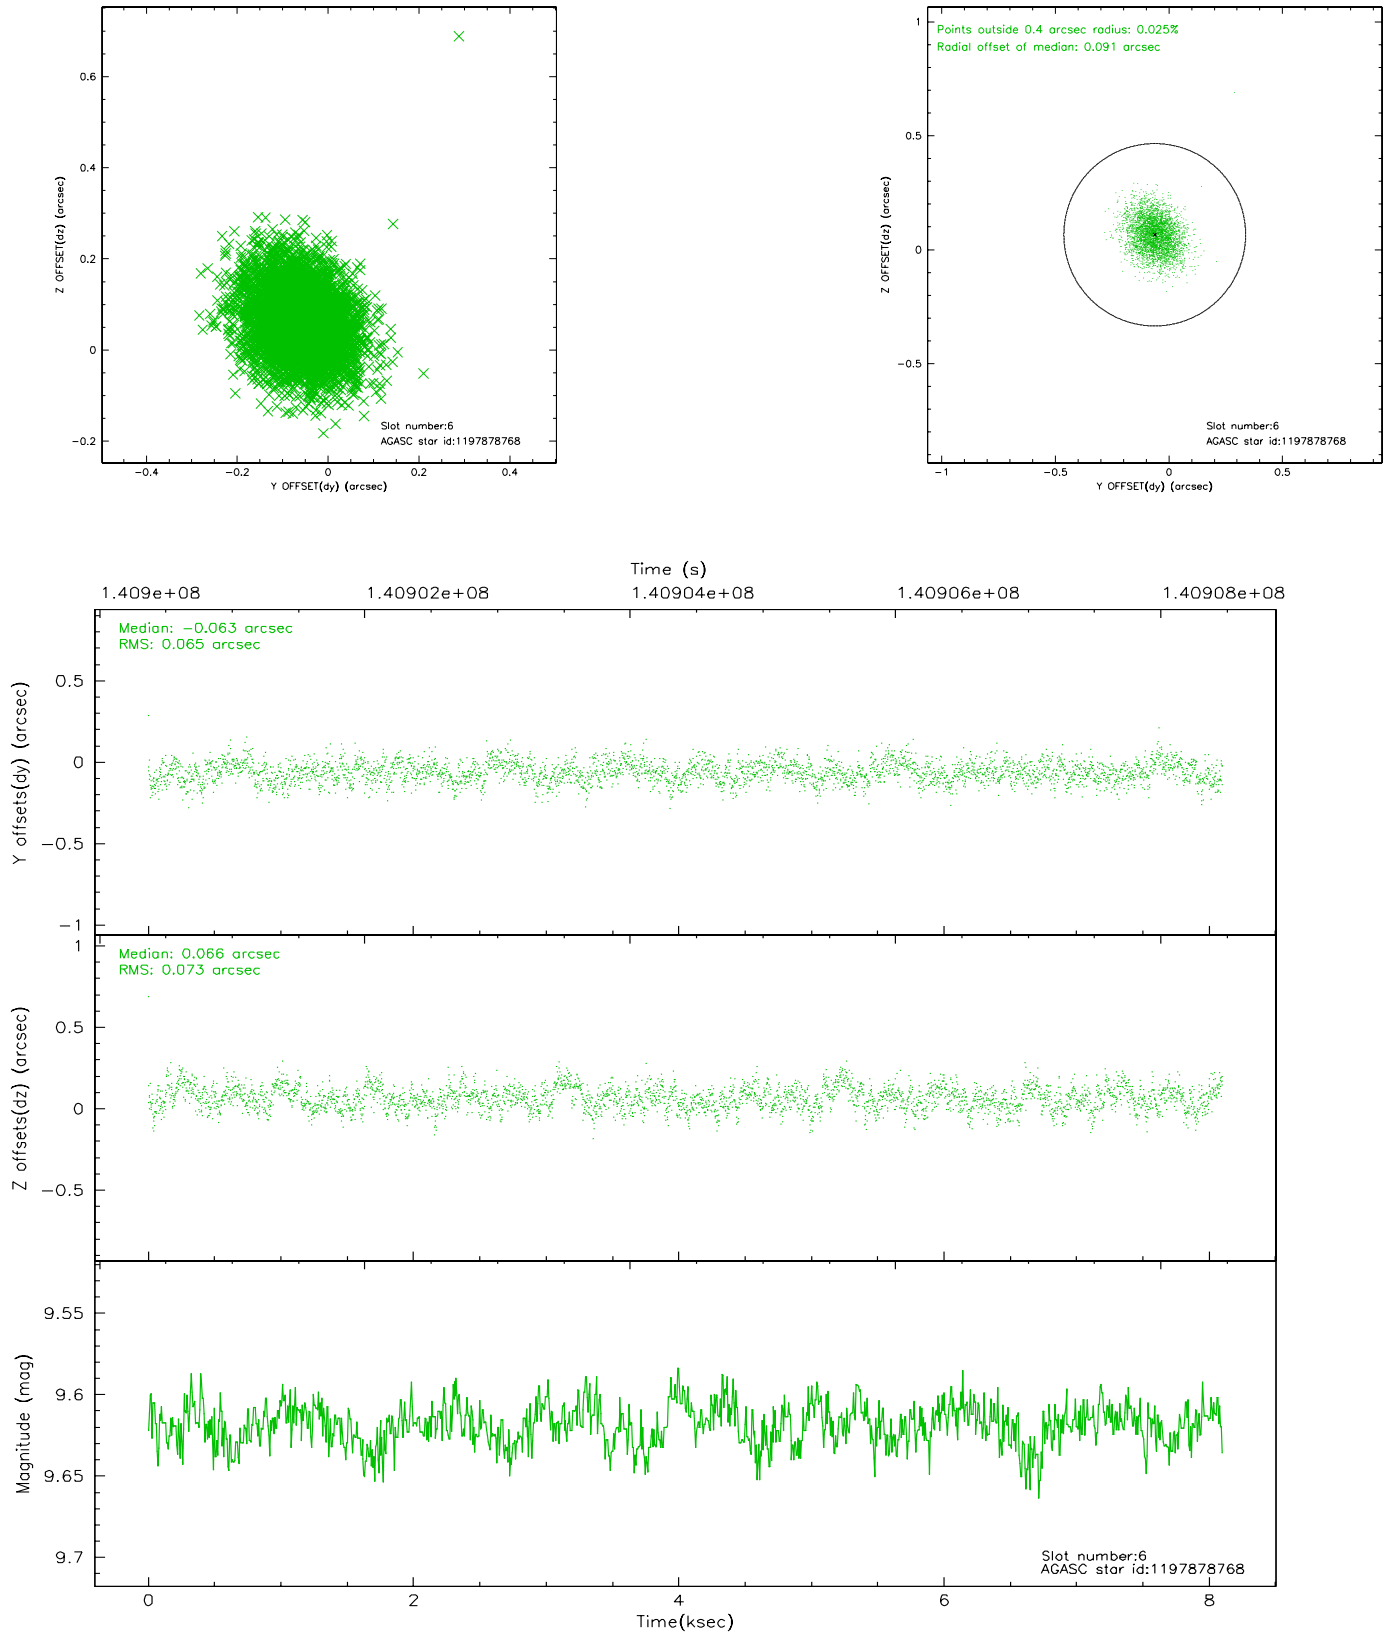 0.6
0.4
0.2
0
−0.2
−0.4
−0.2
0
0.2
0.4
Z OFFSET(dz) (arcsec)
Y OFFSET(dy) (arcsec)
Slot number:6
AGASC star id:1197878768
Points outside 0.4 arcsec radius: 0.025%
Radial offset of median: 0.091 arcsec
1
0.5
0
−0.5
−1
−0.5
0
0.5
Z OFFSET(dz) (arcsec)
Y OFFSET(dy) (arcsec)
Slot number:6
AGASC star id:1197878768
Time (s)
1.409e+08 1.40902e+08 1.40904e+08 1.40906e+08 1.40908e+08
Median: −0.063 arcsec
RMS: 0.065 arcsec
0.5
0
−0.5
−1
Y offsets(dy) (arcsec)
Median: 0.066 arcsec
RMS: 0.073 arcsec
1
0.5
0
−0.5
Z offsets(dz) (arcsec)
9.55
9.6
9.65
9.7
Magnitude (mag)
Slot number:6
AGASC star id:1197878768
0 2 4 6 8
Time(ksec)